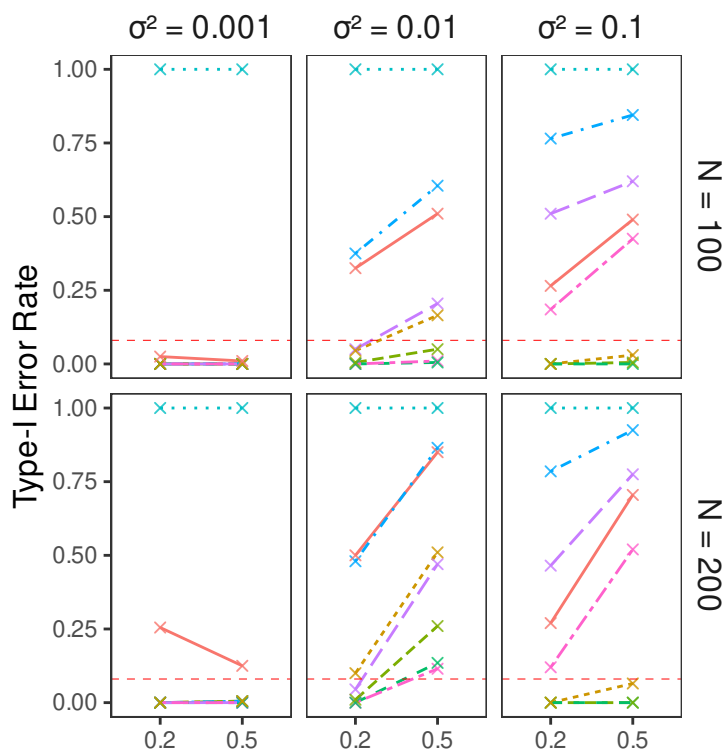 σ² = 0.001 σ² = 0.01 σ² = 0.1
Type-I Error Rate
1.00
0.75
0.50
0.25
0.00
N = 100
1.00
0.75
0.50
0.25
0.00
N = 200
0.2 0.5 0.2 0.5 0.2 0.5